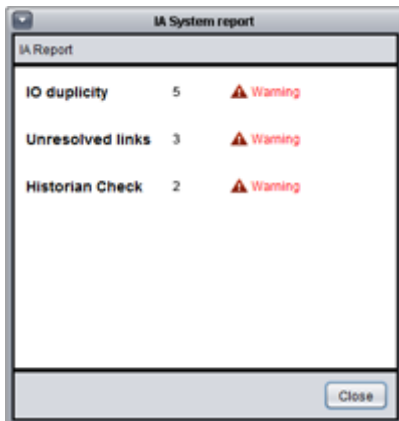 IA System report
IA Report
IO duplicity 5 Warning
Unresolved links 3 Warning
Historian Check 2 Warning
Close